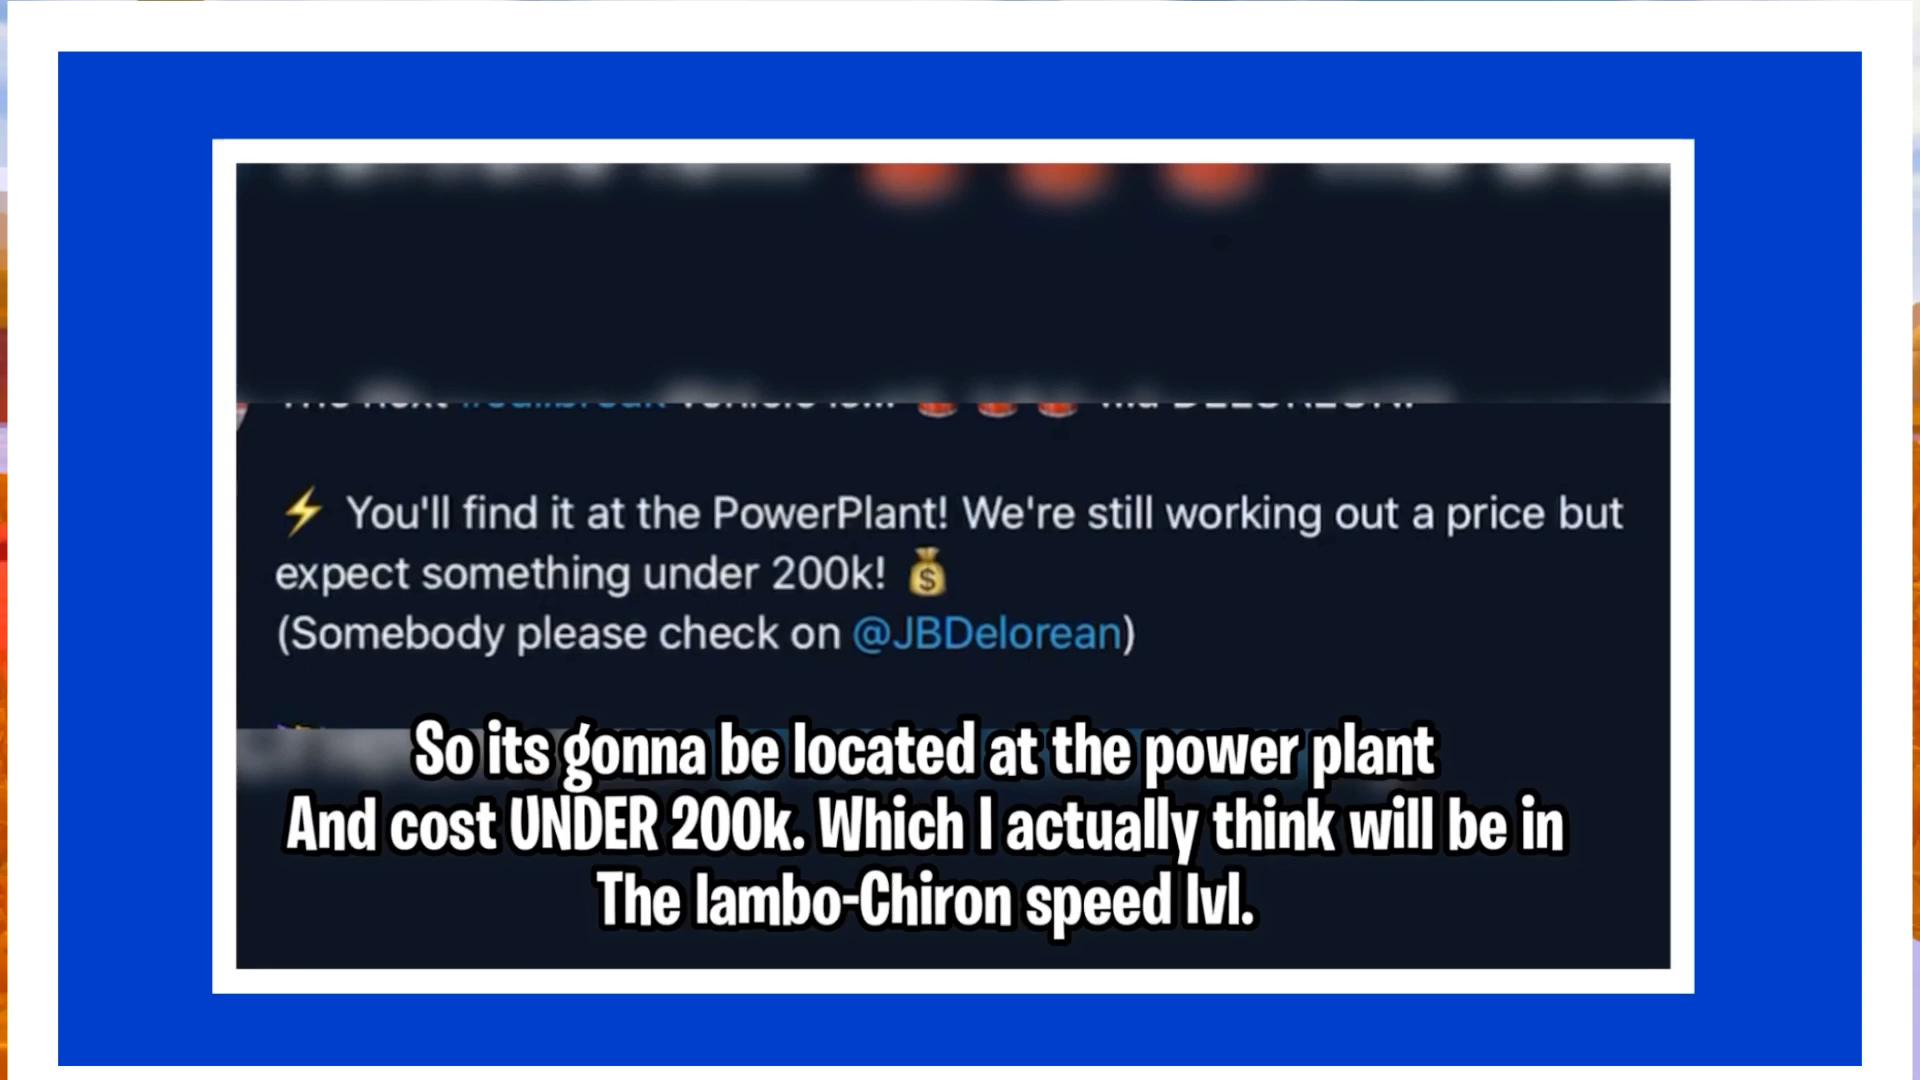 ⚡ You'll find it at the PowerPlant! We're still working out a price but
expect something under 200k! 💰
(Somebody please check on @JBDelorean)
So its gonna be located at the power plant
And cost UNDER 200k. Which I actually think will be in
The lambo-Chiron speed lvl.